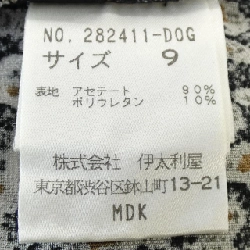 NO. 282411-DOG
サイズ 9
表地 アセテート 90%
ポリウレタン 10%
株式会社 伊太利屋
東京都渋谷区鉢山町13-21
MDK